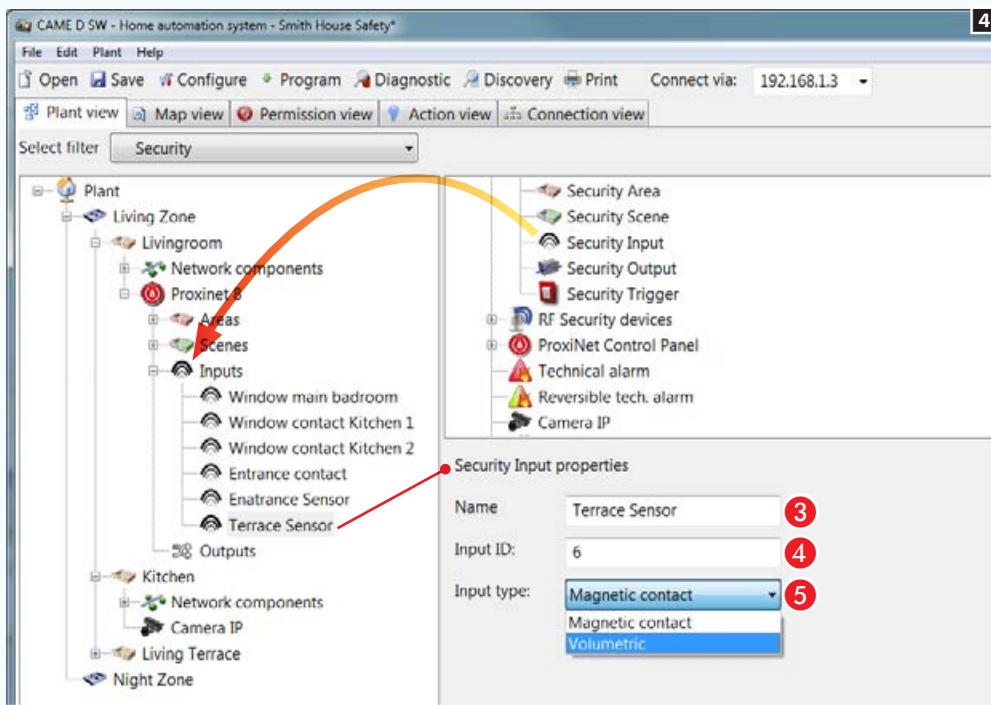 CAME D SW - Home automation system - Smith House Safety*
4
File Edit Plant Help
Open Save Configure Program Diagnostic Discovery Print Connect via: 192.168.1.3
Plant view Map view Permission view Action view Connection view
Select filter Security
Plant
Living Zone
Livingroom
Network components
Proxinet 8
Areas
Scenes
Inputs
Window main badroom
Window contact Kitchen 1
Window contact Kitchen 2
Entrance contact
Enatrance Sensor
Terrace Sensor
Outputs
Kitchen
Network components
Camera IP
Living Terrace
Night Zone
Security Area
Security Scene
Security Input
Security Output
Security Trigger
RF Security devices
ProxiNet Control Panel
Technical alarm
Reversible tech. alarm
Camera IP
Security Input properties
Name Terrace Sensor 3
Input ID: 6 4
Input type: Magnetic contact 5
Magnetic contact
Volumetric